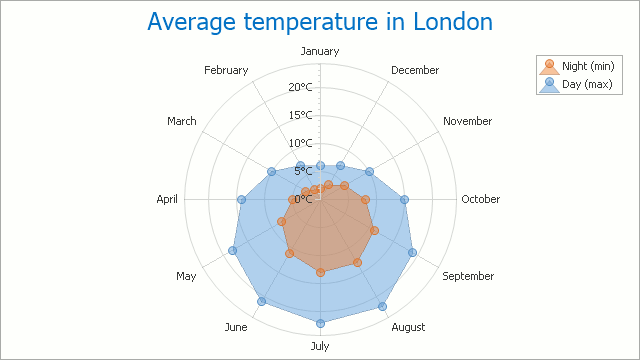 Average temperature in London
January
Night (min)
Day (max)
February
December
20°C
15°C
March
November
10°C
5°C
April
0°C
October
May
September
June
August
July